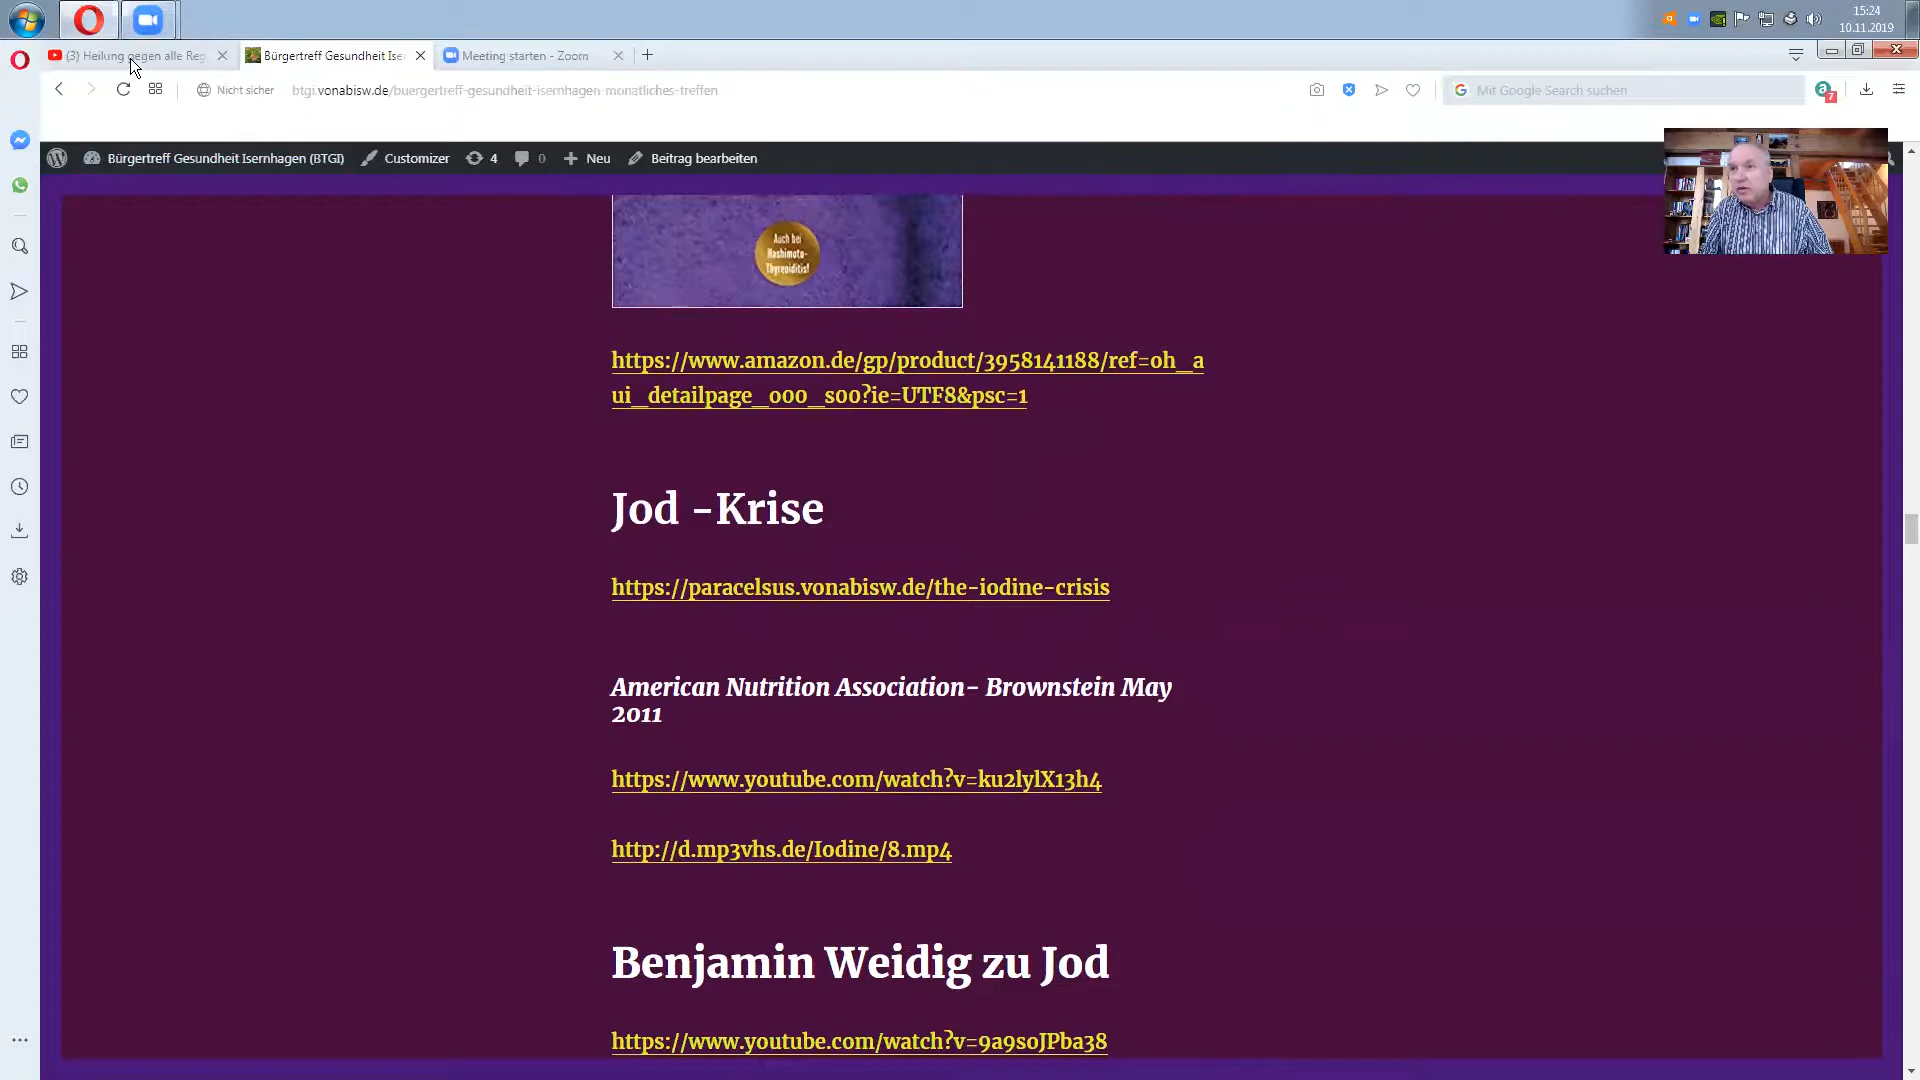 15:24
10.11.2019
(3) Heilung gegen alle Reg
Bürgertreff Gesundheit Iser
Meeting starten - Zoom
Nicht sicher
btgi.vonabisw.de/buergertreff-gesundheit-isernhagen-monatliches-treffen
Mit Google Search suchen
7
Bürgertreff Gesundheit Isernhagen (BTGI)
Customizer
4
0
Neu
Beitrag bearbeiten
Auch bei
Hashimoto-
Thyreoiditis!
https://www.amazon.de/gp/product/3958141188/ref=oh_a
ui_detailpage_o00_s00?ie=UTF8&psc=1
Jod -Krise
https://paracelsus.vonabisw.de/the-iodine-crisis
American Nutrition Association- Brownstein May
2011
https://www.youtube.com/watch?v=ku2lylX13h4
http://d.mp3vhs.de/Iodine/8.mp4
Benjamin Weidig zu Jod
https://www.youtube.com/watch?v=9a9soJPba38